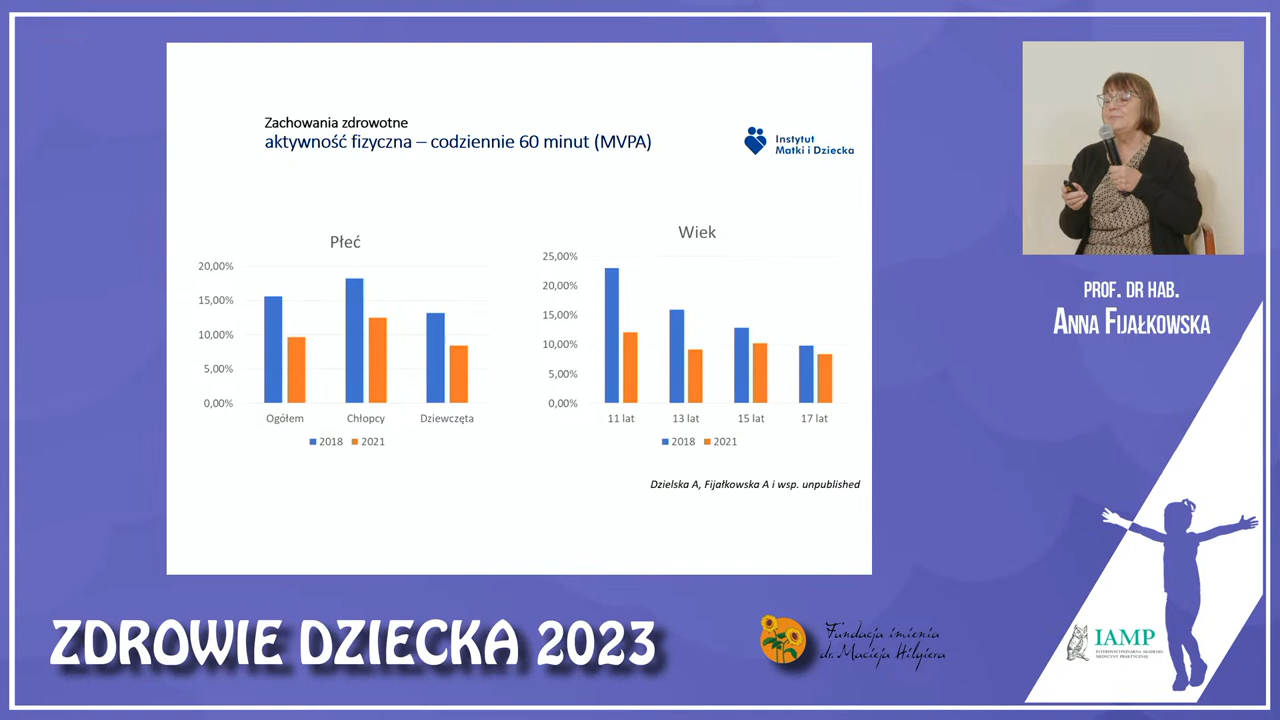 Zachowania zdrowotne
aktywność fizyczna – codziennie 60 minut (MVPA)
Instytut
Matki i Dziecka
Płeć
20,00%
15,00%
10,00%
5,00%
0,00%
Ogółem Chłopcy Dziewczęta
2018 2021
Wiek
25,00%
20,00%
15,00%
10,00%
5,00%
0,00%
11 lat 13 lat 15 lat 17 lat
2018 2021
Dzielska A, Fijałkowska A i wsp. unpublished
PROF. DR HAB.
ANNA FIJAŁKOWSKA
ZDROWIE DZIECKA 2023
Fundacja imienia
dra Macieja Hilgiera
IAMP
INTERDYSCYPLINARNA AKADEMIA
MEDYCYNY PRAKTYCZNEJ